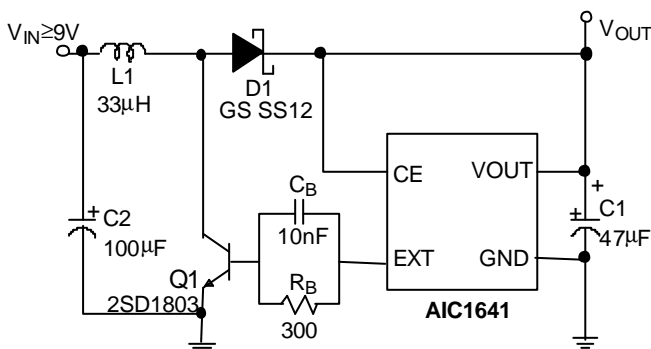 VIN≥9V
VOUT
L1
33µH
D1
GS SS12
CE
VOUT
CB
10nF
+
+
C1
47µF
+
C2
100µF
EXT
GND
Q1
2SD1803
RB
300
AIC1641